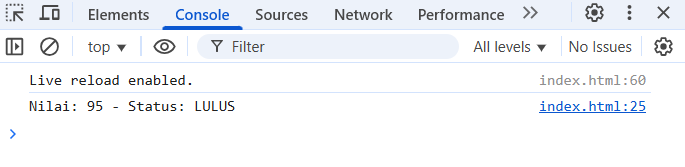 Elements Console Sources Network Performance
top Filter All levels No Issues
Live reload enabled. index.html:60
Nilai: 95 - Status: LULUS index.html:25